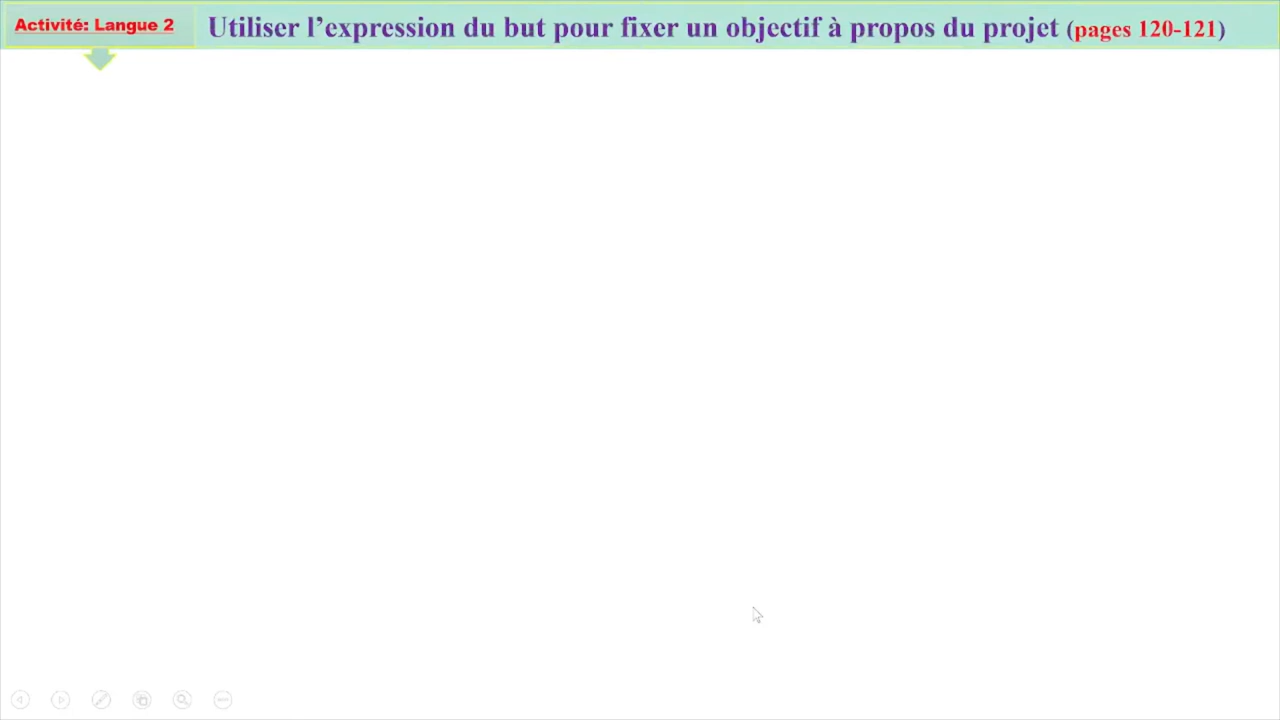 Activité: Langue 2
Utiliser l’expression du but pour fixer un objectif à propos du projet (pages 120-121)